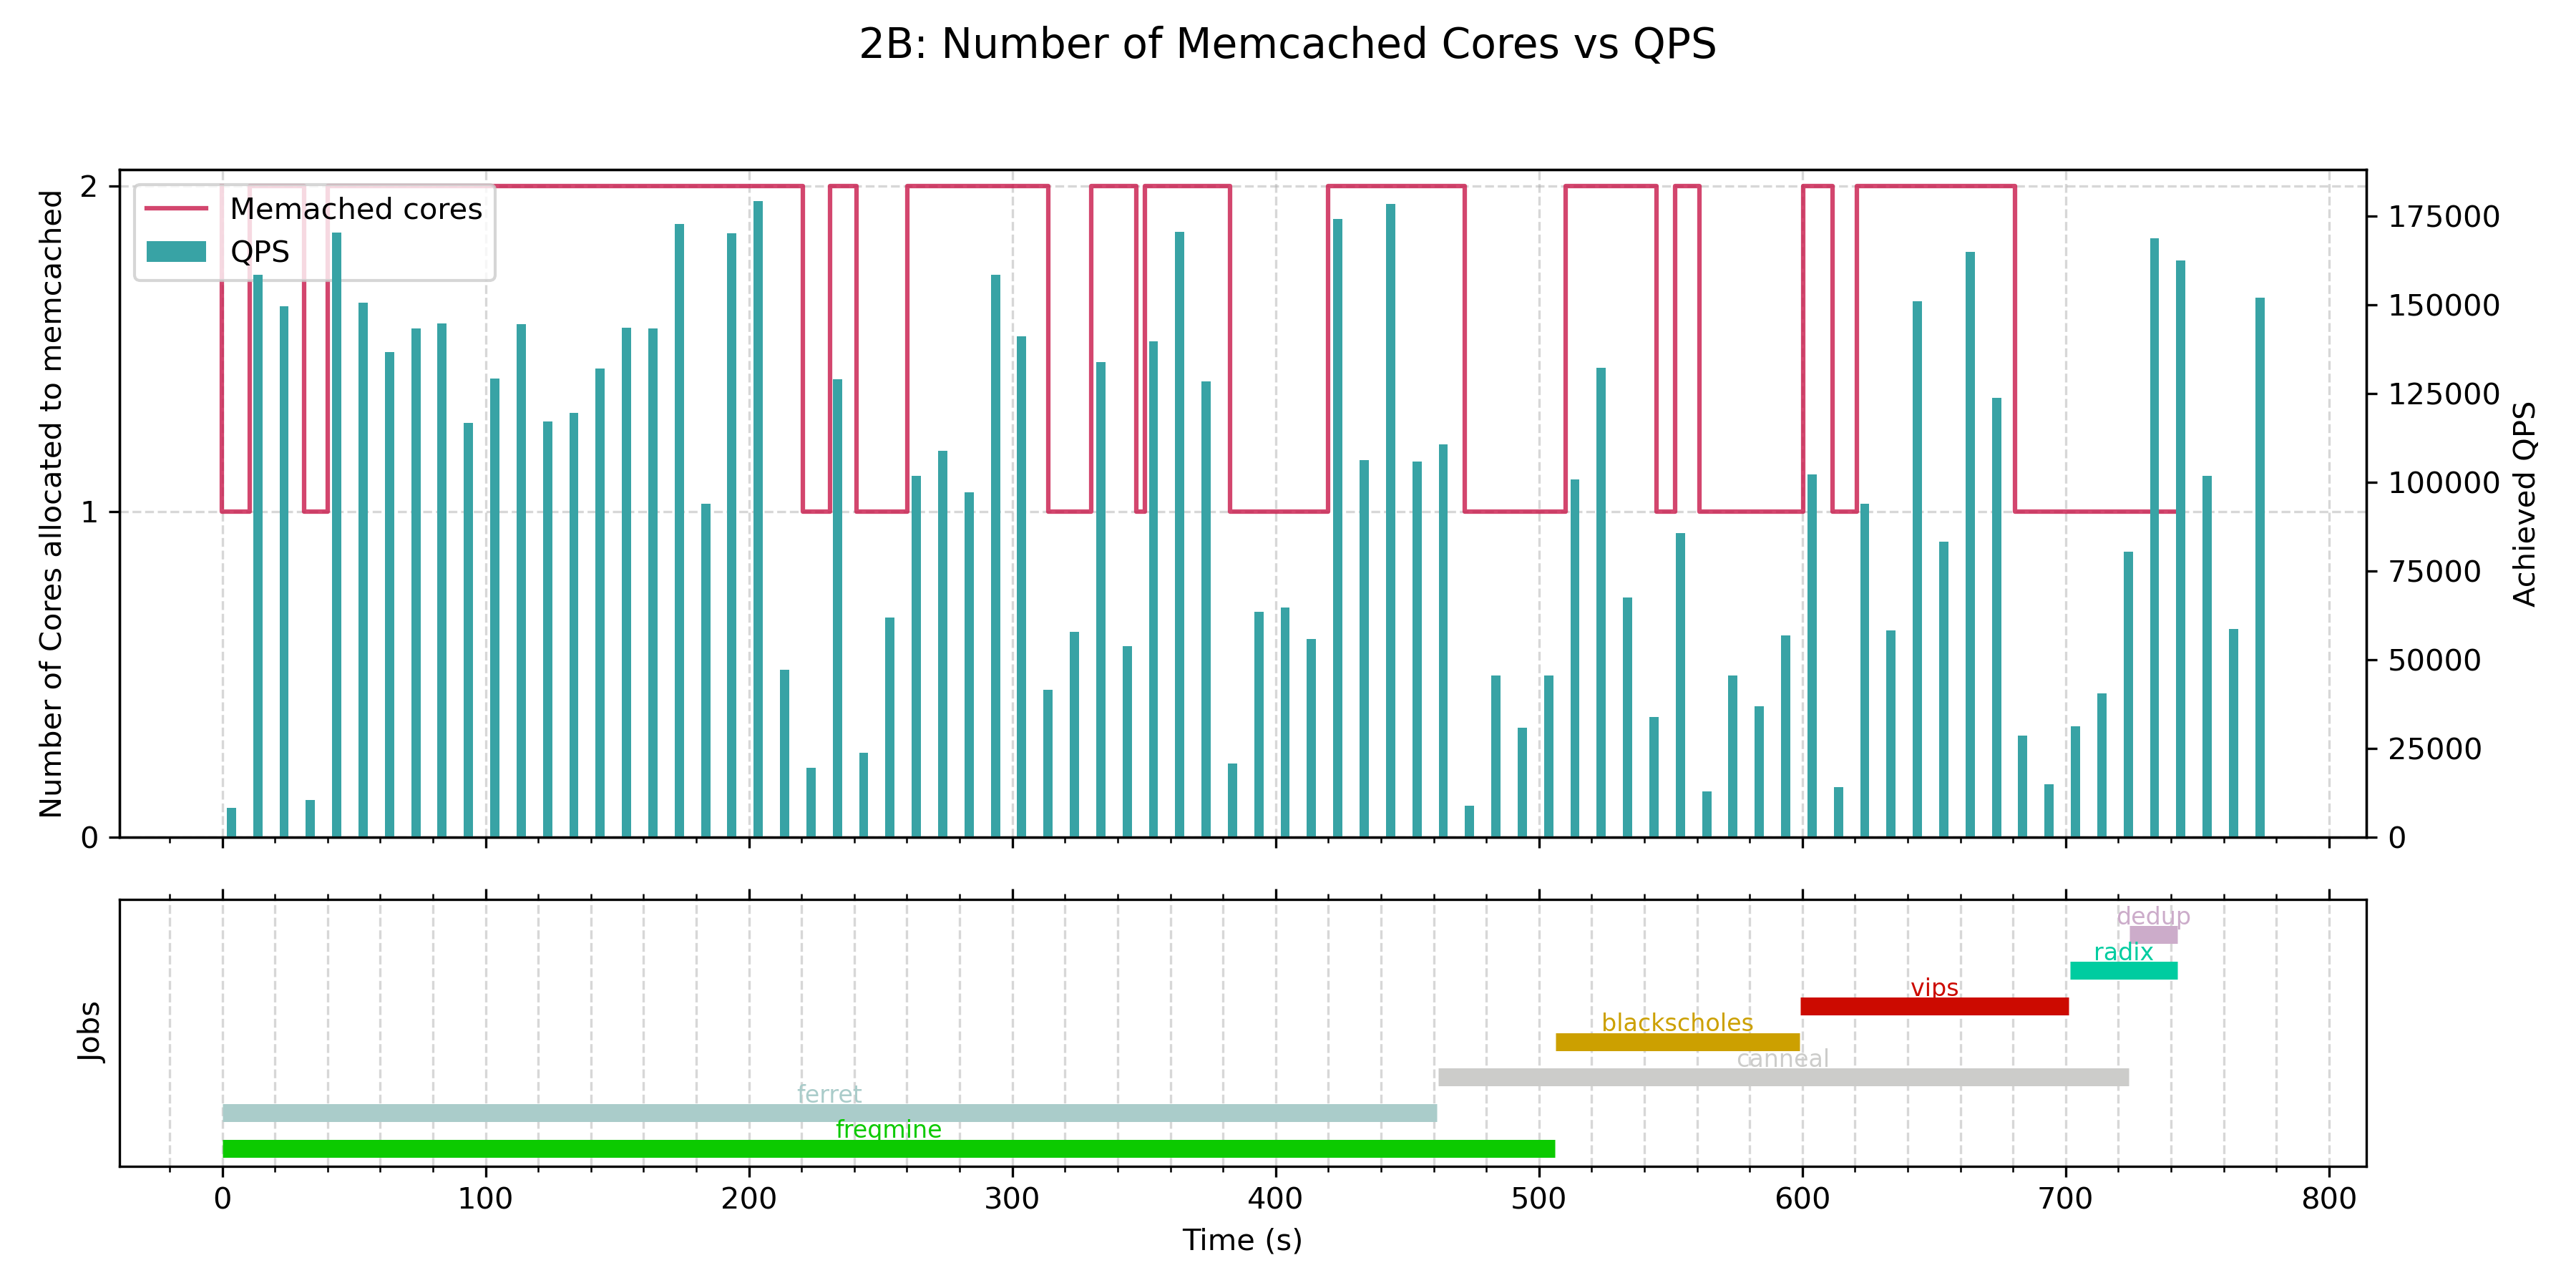 2B: Number of Memcached Cores vs QPS
Number of Cores allocated to memcached
2
1
0
Memached cores
QPS
175000
150000
125000
100000
75000
50000
25000
0
Achieved QPS
Jobs
dedup
radix
vips
blackscholes
canneal
ferret
freqmine
0 100 200 300 400 500 600 700 800
Time (s)